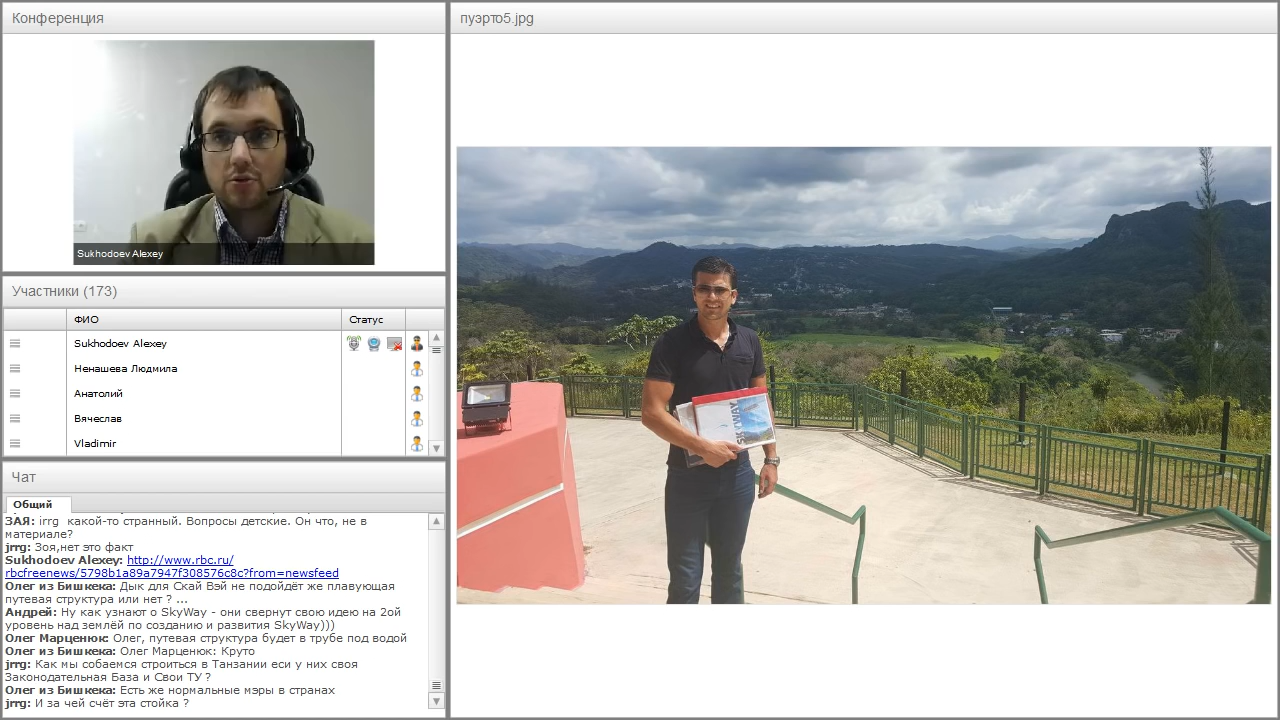 Конференция
Sukhodoev Alexey
Участники (173)
ФИО
Статус
Sukhodoev Alexey
Ненашева Людмила
Анатолий
Вячеслав
Vladimir
Чат
Общий
ЗАЯ: irrg какой-то странный. Вопросы детские. Он что, не в
материале?
jrrg: Зоя,нет это факт
Sukhodoev Alexey: http://www.rbc.ru/
rbcfreenews/5798b1a89a7947f308576c8c?from=newsfeed
Олег из Бишкека: Дык для Скай Вэй не подойдёт же плавующая
путевая структура или нет ? ...
Андрей: Ну как узнают о SkyWay - они свернут свою идею на 2ой
уровень над землёй по созданию и развития SkyWay)))
Олег Марценюк: Олег, путевая структура будет в трубе под водой
Олег из Бишкека: Олег Марценюк: Круто
jrrg: Как мы собаемся строиться в Танзании еси у них своя
Законодательная База и Свои ТУ ?
Олег из Бишкека: Есть же нормальные мэры в странах
jrrg: И за чей счёт эта стойка ?
пуэрто5.jpg
SKYWAY